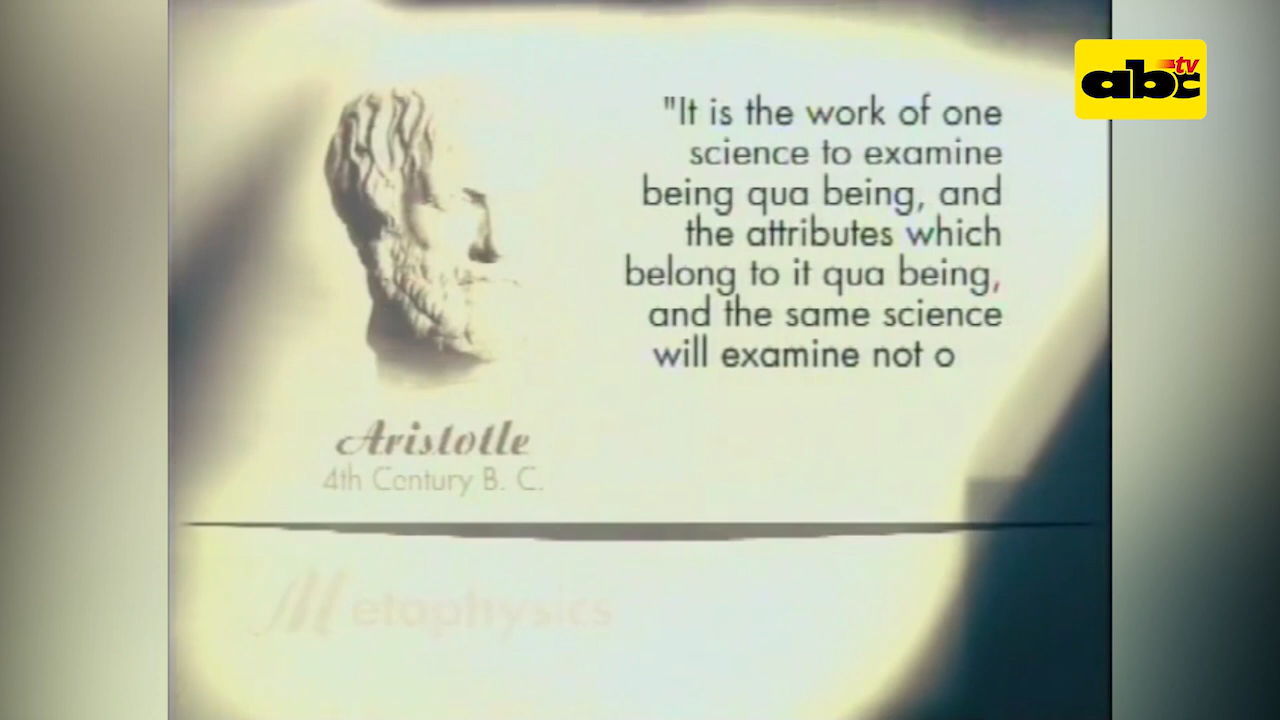 abc tv
"It is the work of one
science to examine
being qua being, and
the attributes which
belong to it qua being,
and the same science
will examine not o
Aristotle
4th Century B. C.
Metaphysics